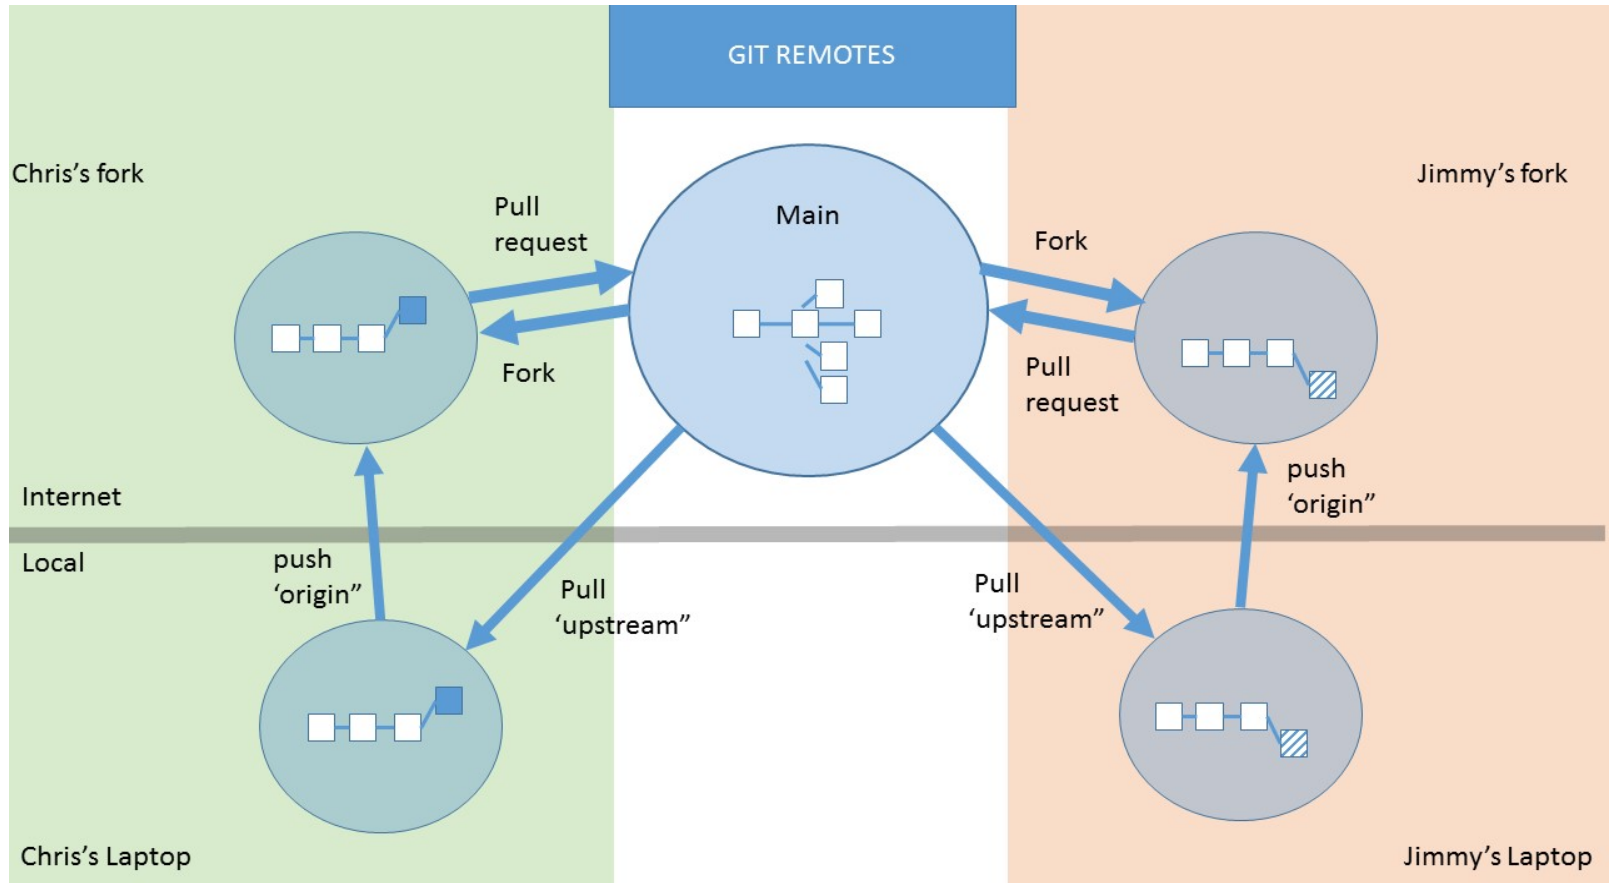 GIT REMOTES
Chris’s fork
Jimmy’s fork
Pull
request
Main
Fork
Fork
Pull
request
Internet
push
‘origin”
Local
push
‘origin”
Pull
‘upstream”
Pull
‘upstream”
Chris’s Laptop
Jimmy’s Laptop